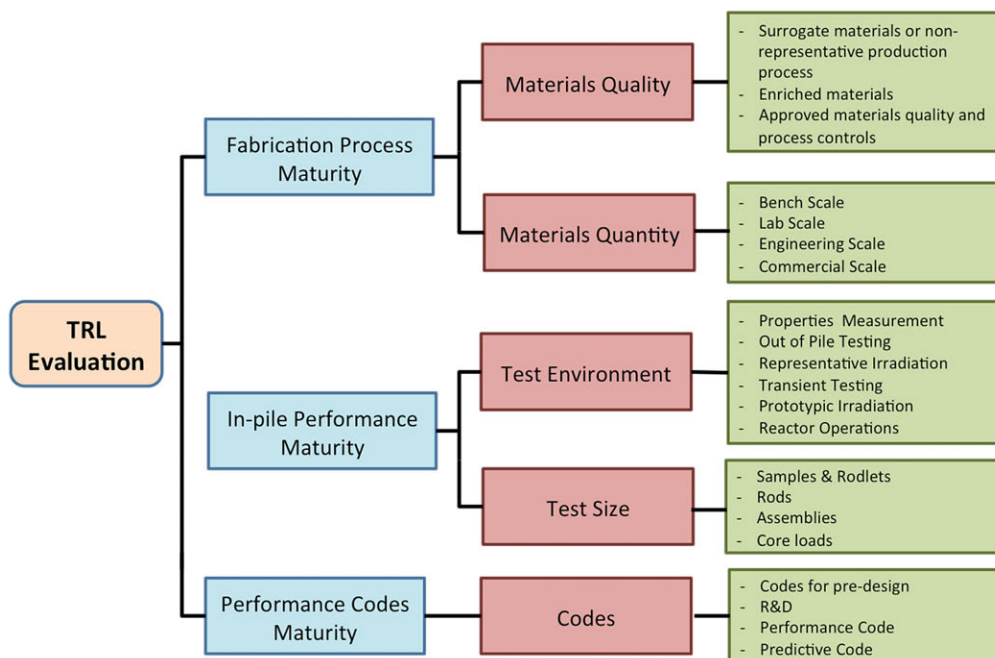 TRL
Evaluation
Fabrication Process
Maturity
Materials Quality
- Surrogate materials or non-
representative production
process
- Enriched materials
- Approved materials quality and
process controls
Materials Quantity
- Bench Scale
- Lab Scale
- Engineering Scale
- Commercial Scale
In-pile Performance
Maturity
Test Environment
- Properties Measurement
- Out of Pile Testing
- Representative Irradiation
- Transient Testing
- Prototypic Irradiation
- Reactor Operations
Test Size
- Samples & Rodlets
- Rods
- Assemblies
- Core loads
Performance Codes
Maturity
Codes
- Codes for pre-design
- R&D
- Performance Code
- Predictive Code